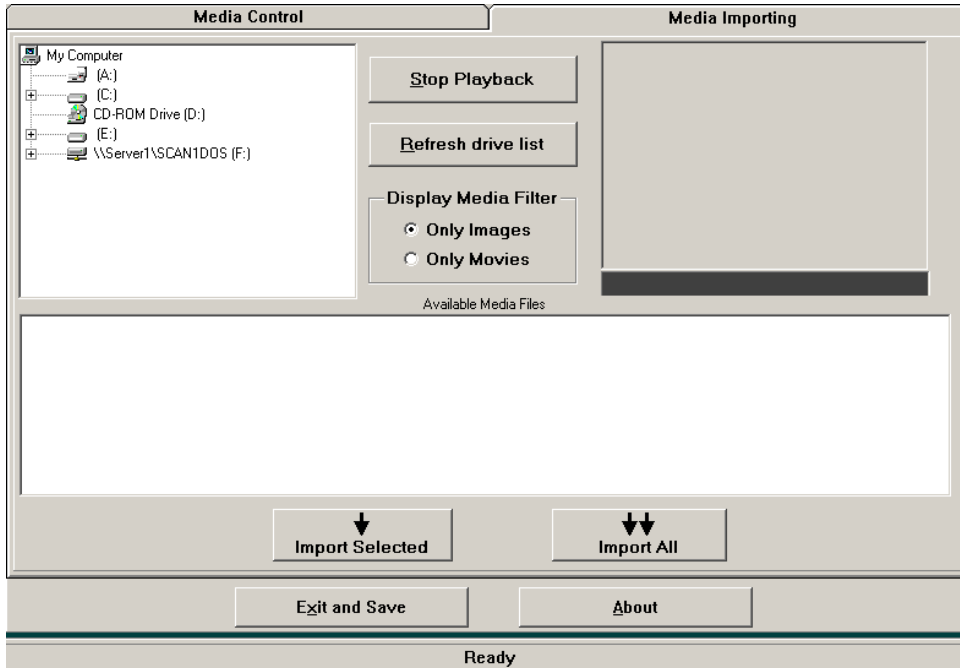 Media Control
Media Importing
My Computer
(A:)
(C:)
CD-ROM Drive (D:)
(E:)
\\Server1\SCAN1DOS (F:)
Stop Playback
Refresh drive list
Display Media Filter
Only Images
Only Movies
Available Media Files
Import Selected
Import All
Exit and Save
About
Ready